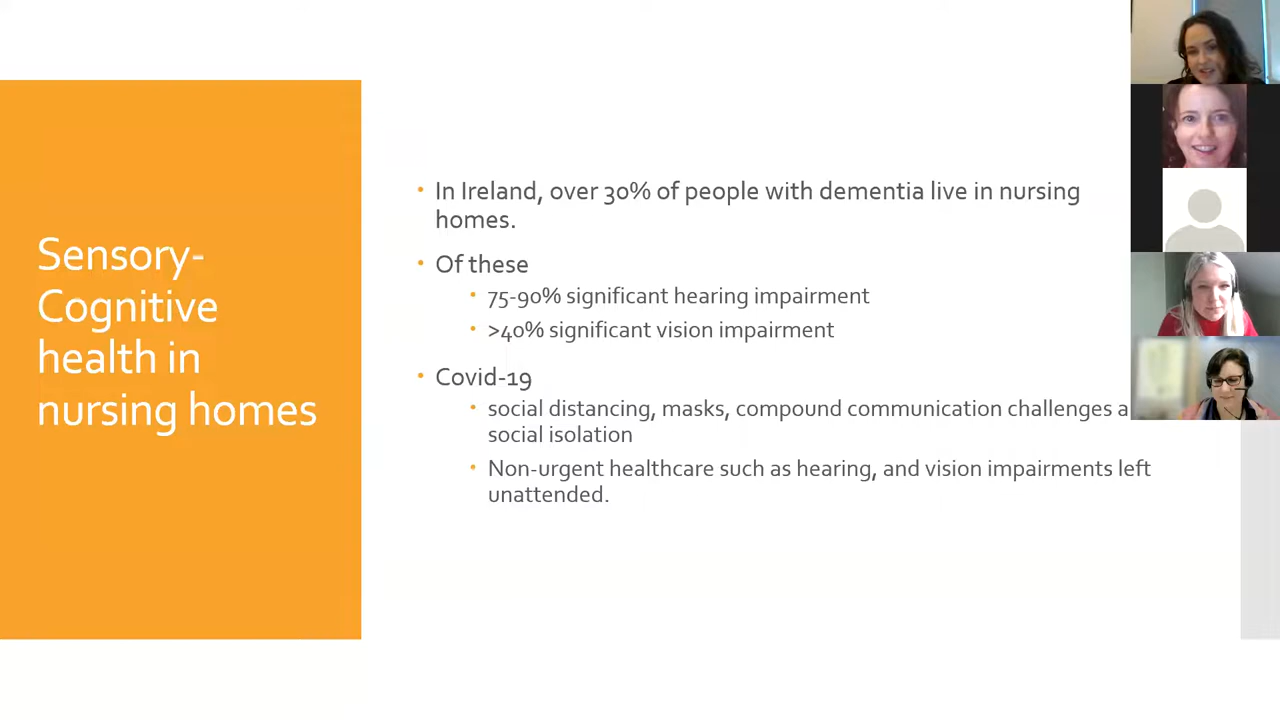 Sensory-
Cognitive
health in
nursing homes
In Ireland, over 30% of people with dementia live in nursing
homes.
Of these
75-90% significant hearing impairment
>40% significant vision impairment
Covid-19
social distancing, masks, compound communication challenges a
social isolation
Non-urgent healthcare such as hearing, and vision impairments left
unattended.